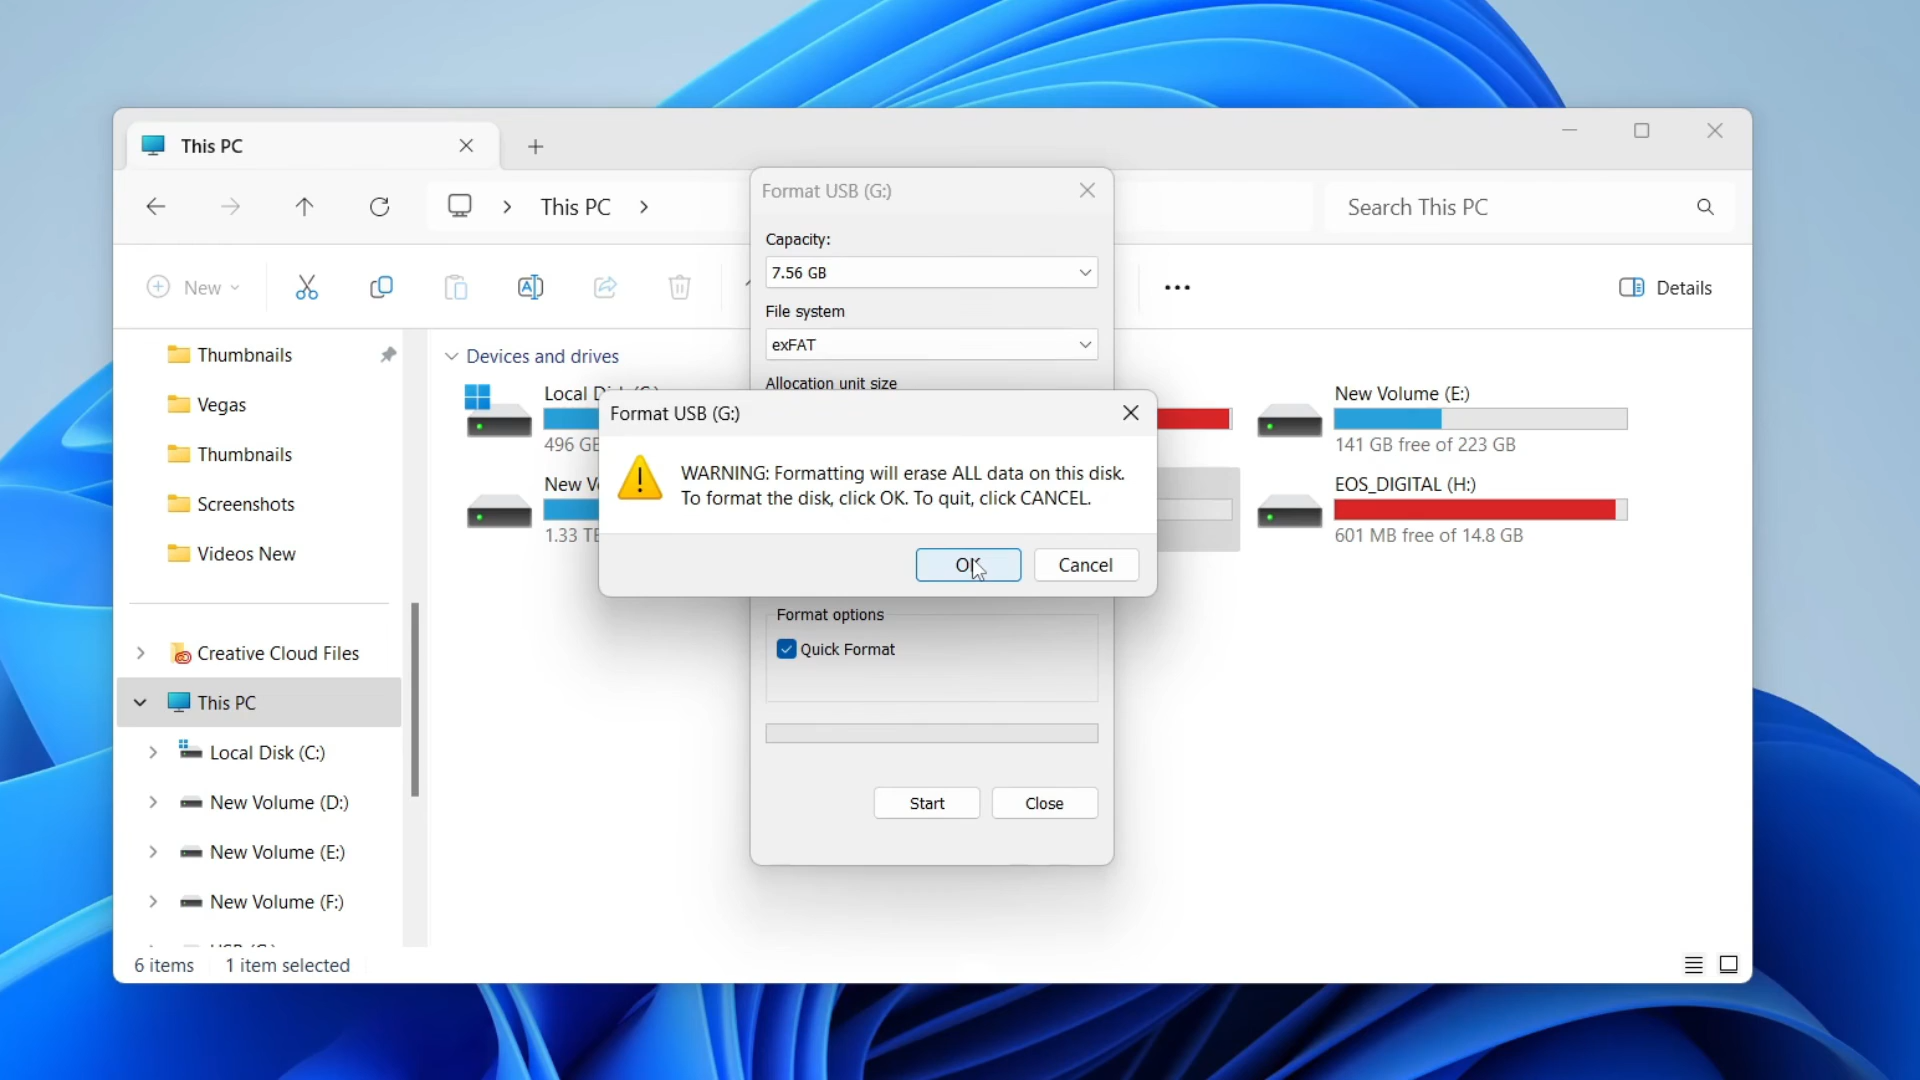 This PC
This PC
Search This PC
New
Details
Format USB (G:)
Capacity:
7.56 GB
File system
exFAT
Allocation unit size
Thumbnails
Vegas
Thumbnails
Screenshots
Videos New
Creative Cloud Files
This PC
Local Disk (C:)
New Volume (D:)
New Volume (E:)
New Volume (F:)
Devices and drives
Local
496
New
1.33
New Volume (E:)
141 GB free of 223 GB
EOS_DIGITAL (H:)
601 MB free of 14.8 GB
Format USB (G:)
WARNING: Formatting will erase ALL data on this disk.
To format the disk, click OK. To quit, click CANCEL.
OK
Cancel
Format options
Quick Format
Start
Close
6 items
1 item selected